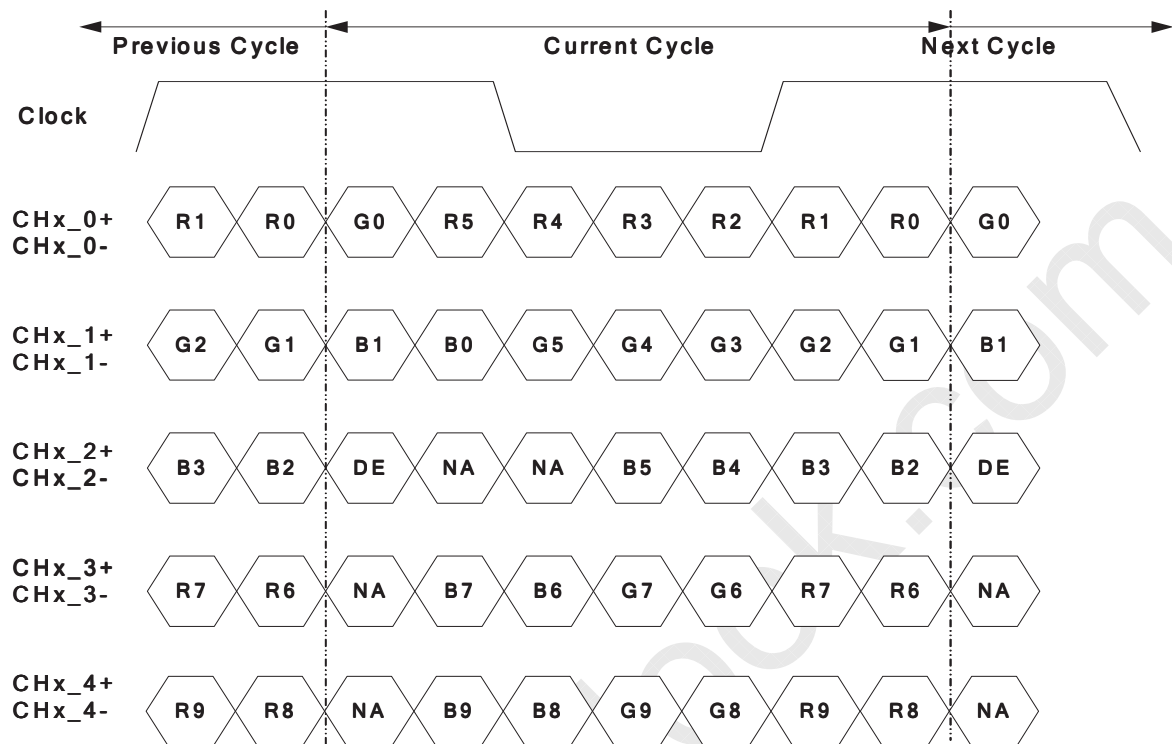 Previous Cycle Current Cycle Next Cycle
Clock
CHx_0+
CHx_0-
R1 R0 G0 R5 R4 R3 R2 R1 R0 G0
CHx_1+
CHx_1-
G2 G1 B1 B0 G5 G4 G3 G2 G1 B1
CHx_2+
CHx_2-
B3 B2 DE NA NA B5 B4 B3 B2 DE
CHx_3+
CHx_3-
R7 R6 NA B7 B6 G7 G6 R7 R6 NA
CHx_4+
CHx_4-
R9 R8 NA B9 B8 G9 G8 R9 R8 NA